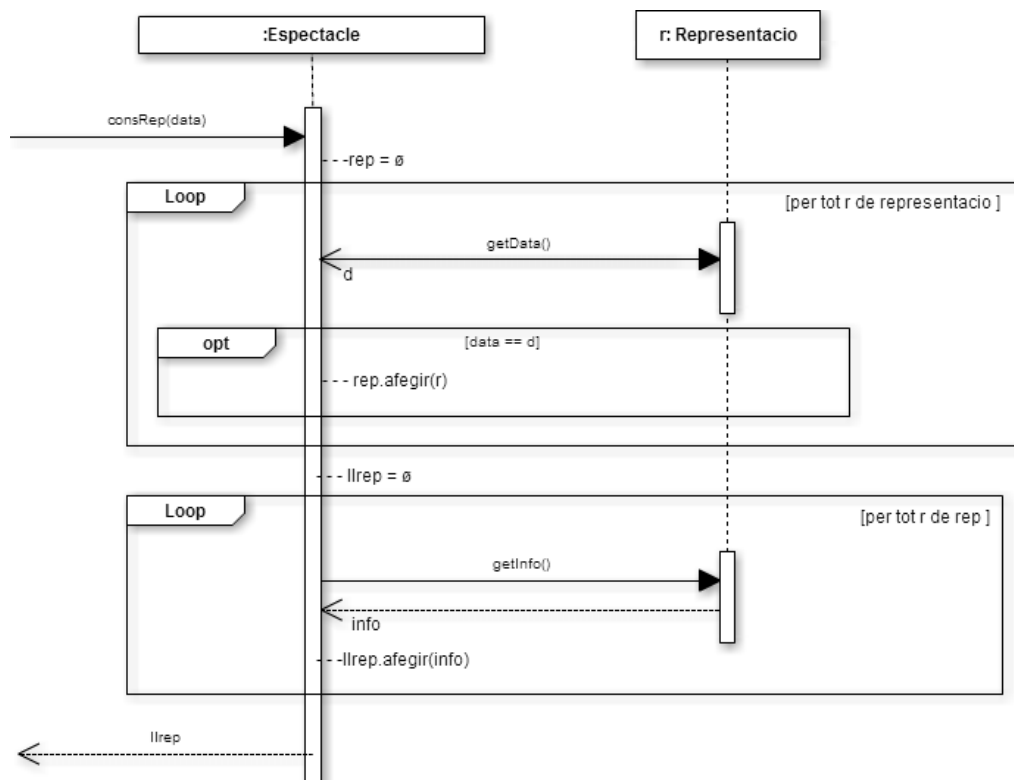 :Espectacle
r: Representacio
consRep(data)
---rep = ø
Loop
[per tot r de representacio ]
getData()
d
opt
[data == d]
--- rep.afegir(r)
--- llrep = ø
Loop
[per tot r de rep ]
getInfo()
info
---llrep.afegir(info)
llrep